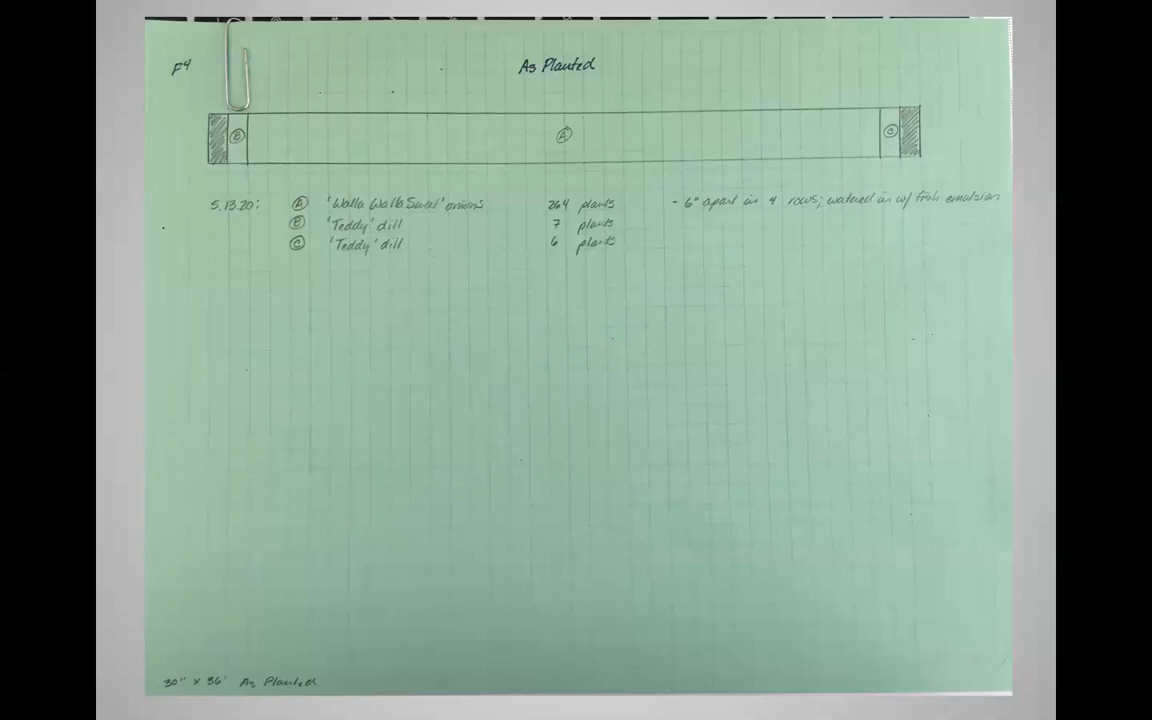 F4
As Planted
B A C
5.13.20: A 'Walla Walla Sweet' onions 264 plants - 6" apart in 4 rows; watered in w/ fish emulsion
B 'Teddy' dill 7 plants
C 'Teddy' dill 6 plants
30" x 36' As Planted